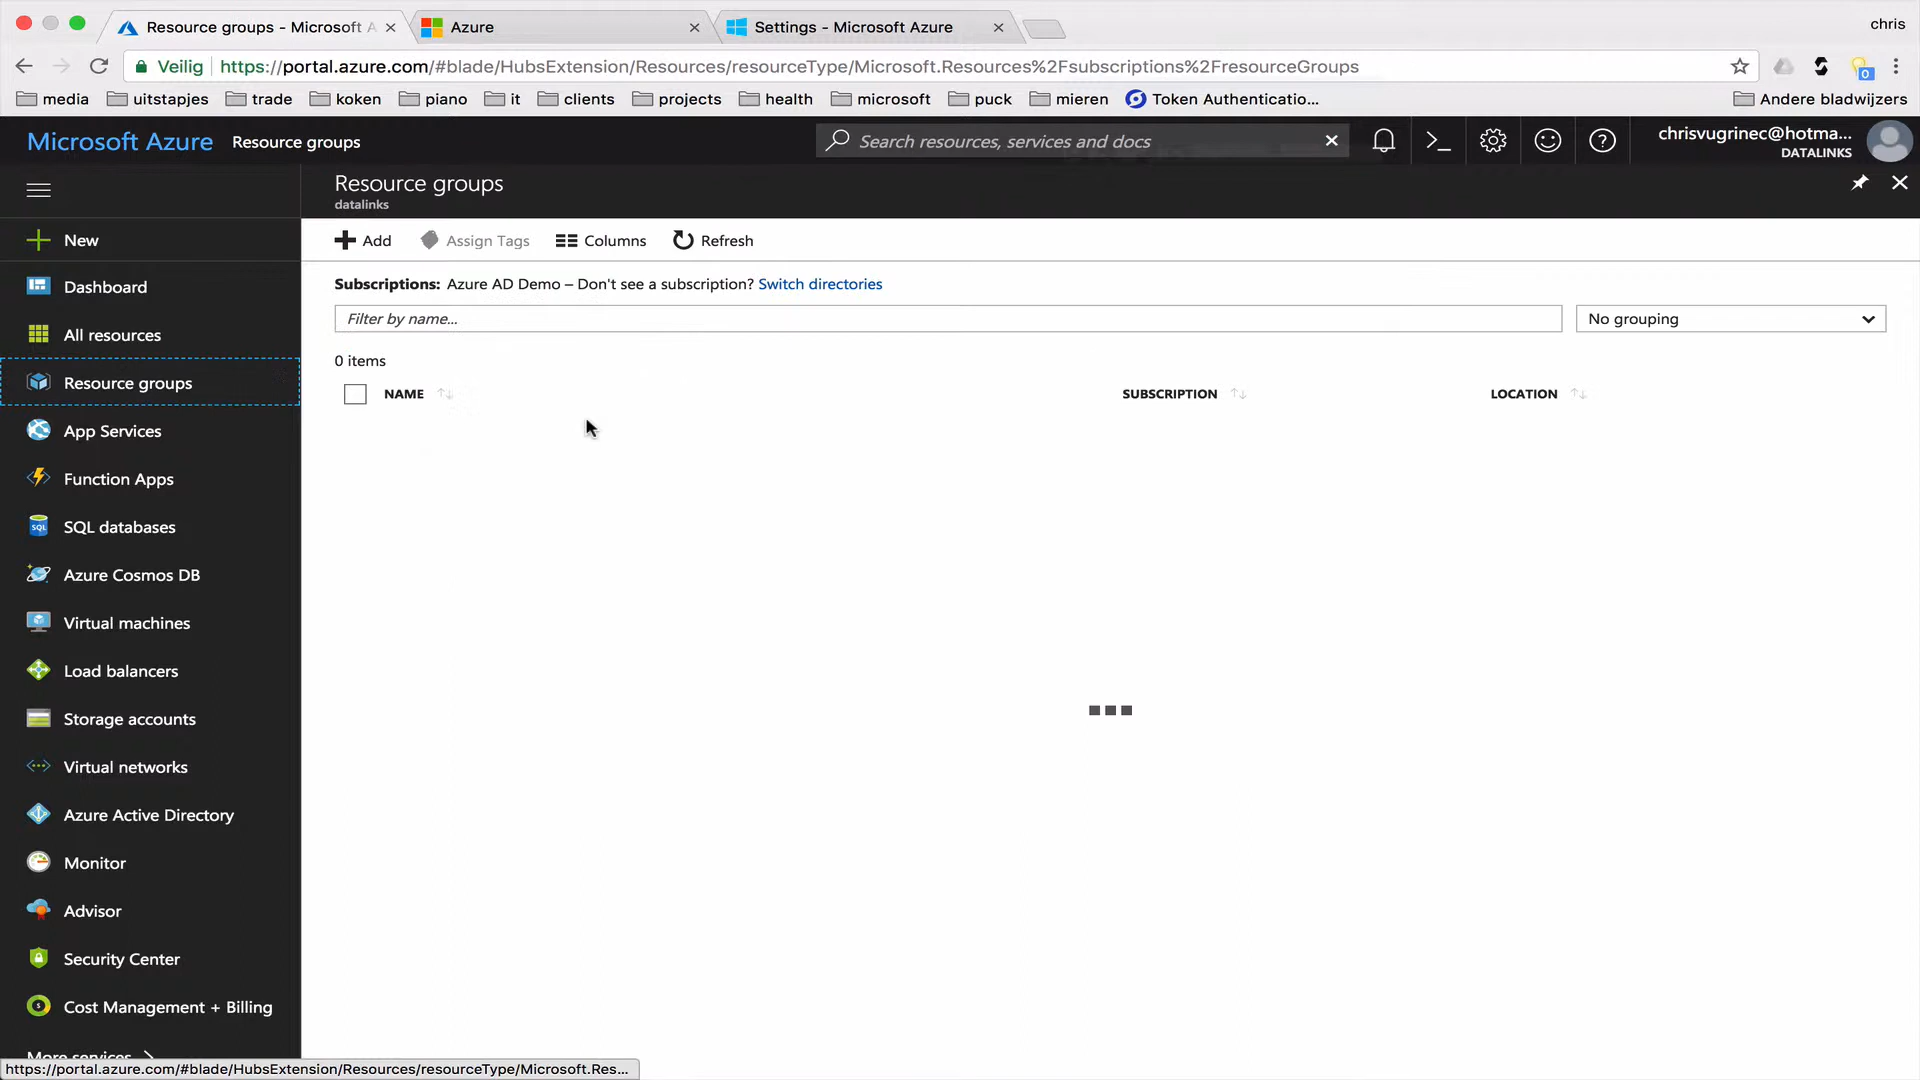 Resource groups - Microsoft A
Azure
Settings - Microsoft Azure
chris
Veilig
https://portal.azure.com/#blade/HubsExtension/Resources/resourceType/Microsoft.Resources%2Fsubscriptions%2FresourceGroups
0
media
uitstapjes
trade
koken
piano
it
clients
projects
health
microsoft
puck
mieren
Token Authenticatio...
Andere bladwijzers
Microsoft Azure
Resource groups
Search resources, services and docs
chrisvugrinec@hotma...
DATALINKS
Resource groups
datalinks
New
Dashboard
All resources
Resource groups
App Services
Function Apps
SQL databases
Azure Cosmos DB
Virtual machines
Load balancers
Storage accounts
Virtual networks
Azure Active Directory
Monitor
Advisor
Security Center
Cost Management + Billing
More services
Add
Assign Tags
Columns
Refresh
Subscriptions: Azure AD Demo – Don't see a subscription? Switch directories
Filter by name...
No grouping
0 items
NAME
SUBSCRIPTION
LOCATION
https://portal.azure.com/#blade/HubsExtension/Resources/resourceType/Microsoft.Res...